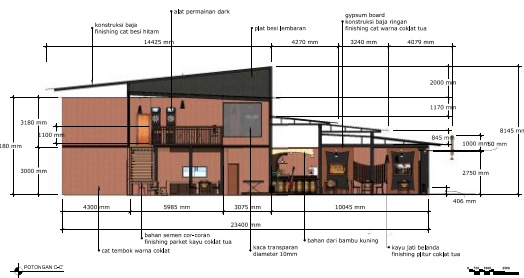 alat permainan dark
konstruksi baja
finishing cat besi hitam
plat besi lembaran
gypsum board
konstruksi baja ringan
finishing cat warna coklat tua
14425 mm
4270 mm
3240 mm
4079 mm
2000 mm
1170 mm
8145 mm
845 mm
1000 mm
2750 mm
406 mm
3180 mm
1100 mm
3000 mm
4300 mm
5985 mm
3075 mm
10045 mm
23400 mm
bahan semen cor-coran
finishing parket kayu coklat tua
cat tembok warna coklat
kaca transparan
diameter 10mm
bahan dari bambu kuning
kayu jati belanda
finishing plitur coklat tua
POTONGAN C-C'